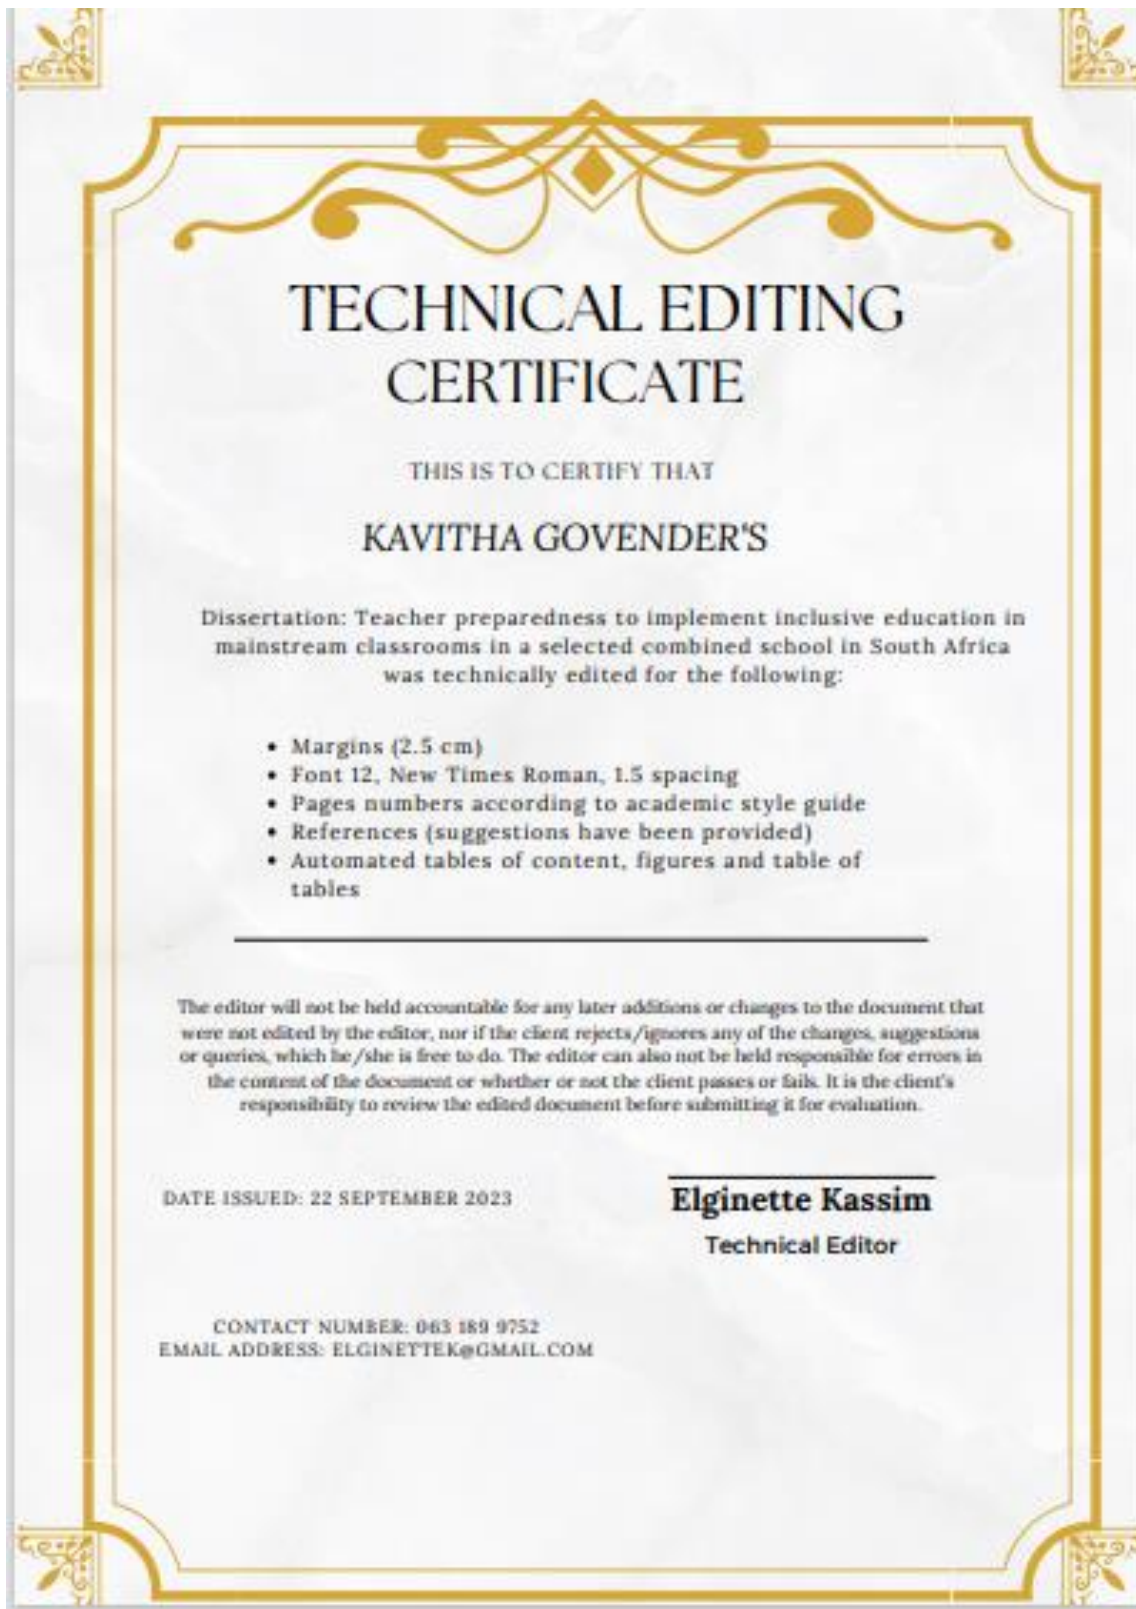 TECHNICAL EDITING
CERTIFICATE
THIS IS TO CERTIFY THAT
KAVITHA GOVENDER'S
Dissertation: Teacher preparedness to implement inclusive education in
mainstream classrooms in a selected combined school in South Africa
was technically edited for the following:
• Margins (2.5 cm)
• Font 12, New Times Roman, 1.5 spacing
• Pages numbers according to academic style guide
• References (suggestions have been provided)
• Automated tables of content, figures and table of
tables
The editor will not be held accountable for any later additions or changes to the document that
were not edited by the editor, nor if the client rejects/ignores any of the changes, suggestions
or queries, which he/she is free to do. The editor can also not be held responsible for errors in
the content of the document or whether or not the client passes or fails. It is the client's
responsibility to review the edited document before submitting it for evaluation.
DATE ISSUED: 22 SEPTEMBER 2023
Elginette Kassim
Technical Editor
CONTACT NUMBER: 063 189 9752
EMAIL ADDRESS: ELGINETTEK@GMAIL.COM